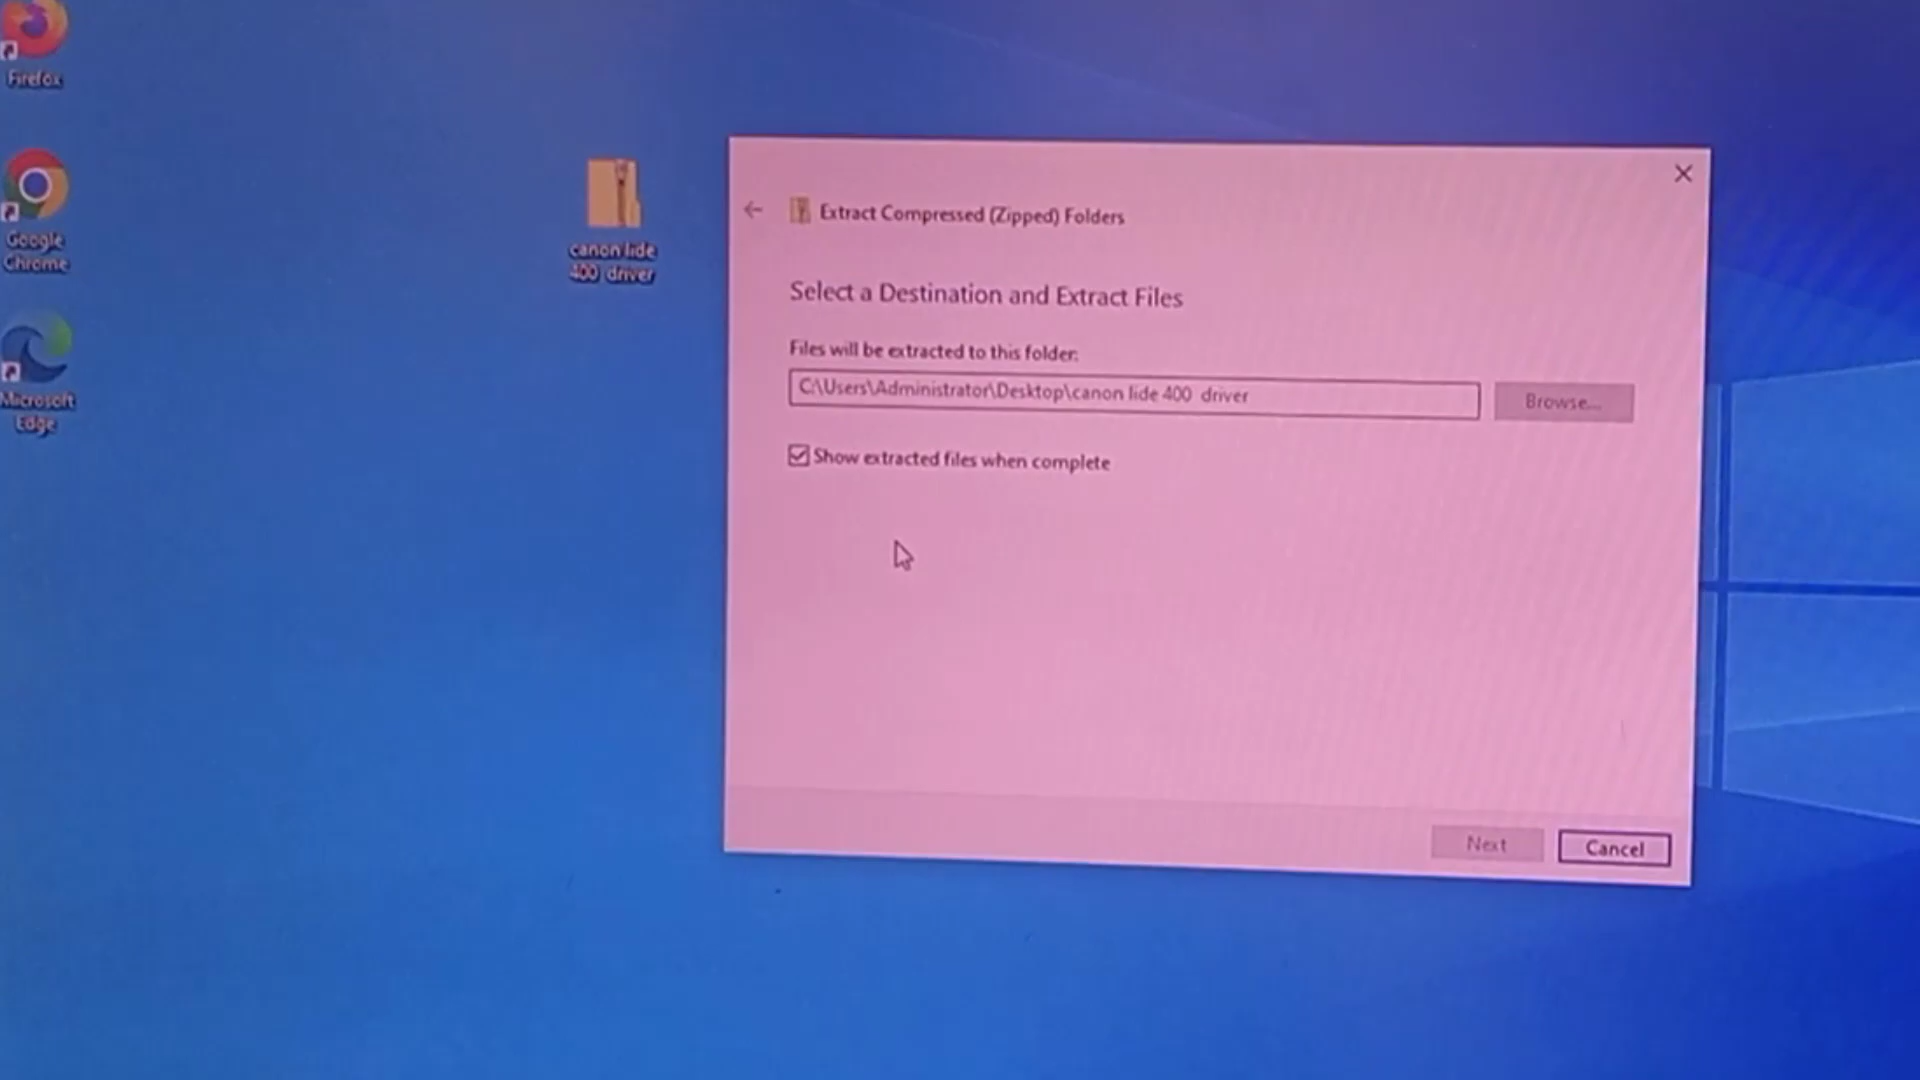 Firefox
Google
Chrome
Microsoft
Edge
canon lide
400 driver
Extract Compressed (Zipped) Folders
Select a Destination and Extract Files
Files will be extracted to this folder:
C:\Users\Administrator\Desktop\canon lide 400  driver
Browse...
Show extracted files when complete
Next
Cancel